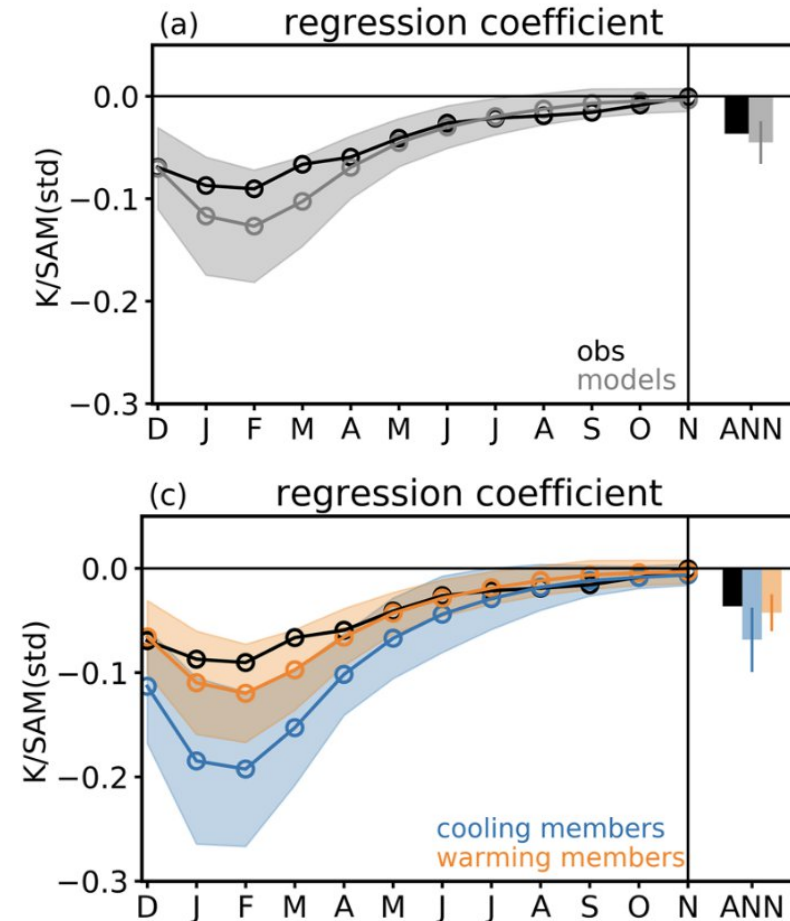 (a) regression coefficient
K/SAM(std)
0.0
−0.1
−0.2
−0.3
obs
models
D J F M A M J J A S O N ANN
(c) regression coefficient
K/SAM(std)
0.0
−0.1
−0.2
−0.3
cooling members
warming members
D J F M A M J J A S O N ANN